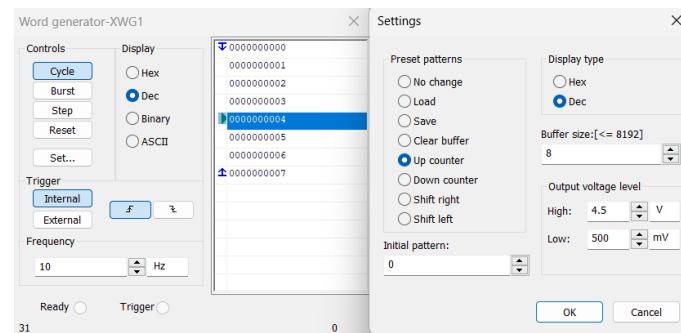 Word generator-XWG1
Controls
Cycle
Burst
Step
Reset
Set...
Display
Hex
Dec
Binary
ASCII
Trigger
Internal
External
Frequency
10 Hz
Ready Trigger
31 0
0000000000
0000000001
0000000002
0000000003
0000000004
0000000005
0000000006
0000000007
Settings
Preset patterns
No change
Load
Save
Clear buffer
Up counter
Down counter
Shift right
Shift left
Initial pattern:
0
Display type
Hex
Dec
Buffer size:[<= 8192]
8
Output voltage level
High: 4.5 V
Low: 500 mV
OK Cancel